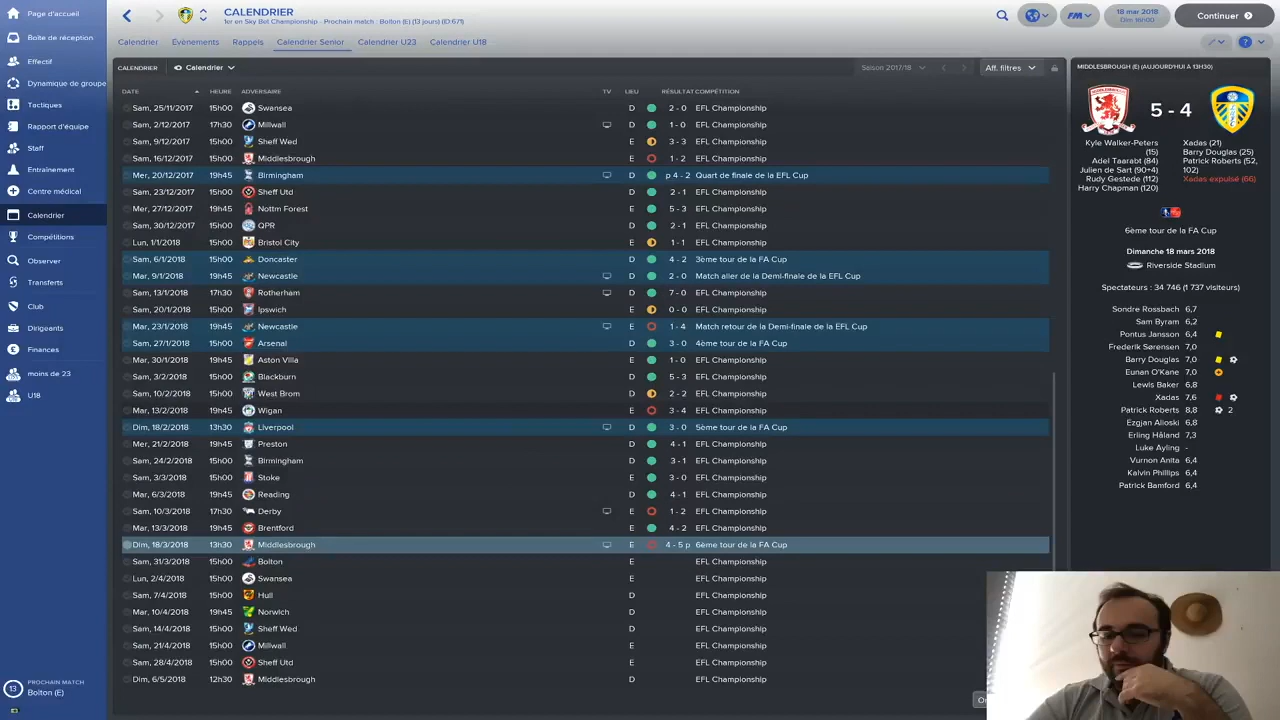 Page d'accueil
Boîte de réception
Effectif
Dynamique de groupe
Tactiques
Rapport d'équipe
Staff
Entraînement
Centre médical
Calendrier
Compétitions
Observer
Transferts
Club
Dirigeants
Finances
moins de 23
U18
13 PROCHAIN MATCH
Bolton (E)
CALENDRIER
1er en Sky Bet Championship - Prochain match : Bolton (E) (13 jours) (ID:671)
FM
18 mar 2018
Dim 16h00
Continuer
Calendrier Évènements Rappels Calendrier Senior Calendrier U23 Calendrier U18
CALENDRIER Calendrier Saison 2017/18 Aff. filtres
DATE HEURE ADVERSAIRE TV LIEU RÉSULTAT COMPÉTITION
Sam, 25/11/2017 15h00 Swansea D 2 - 0 EFL Championship
Sam, 2/12/2017 17h30 Millwall D 1 - 0 EFL Championship
Sam, 9/12/2017 15h00 Sheff Wed E 3 - 3 EFL Championship
Sam, 16/12/2017 15h00 Middlesbrough E 1 - 2 EFL Championship
Mer, 20/12/2017 19h45 Birmingham D p 4 - 2 Quart de finale de la EFL Cup
Sam, 23/12/2017 15h00 Sheff Utd D 2 - 1 EFL Championship
Mer, 27/12/2017 19h45 Nottm Forest E 5 - 3 EFL Championship
Sam, 30/12/2017 15h00 QPR D 2 - 1 EFL Championship
Lun, 1/1/2018 15h00 Bristol City E 1 - 1 EFL Championship
Sam, 6/1/2018 15h00 Doncaster D 4 - 2 3ème tour de la FA Cup
Mar, 9/1/2018 19h45 Newcastle D 2 - 0 Match aller de la Demi-finale de la EFL Cup
Sam, 13/1/2018 17h30 Rotherham D 7 - 0 EFL Championship
Sam, 20/1/2018 15h00 Ipswich E 0 - 0 EFL Championship
Mar, 23/1/2018 19h45 Newcastle E 1 - 4 Match retour de la Demi-finale de la EFL Cup
Sam, 27/1/2018 15h00 Arsenal D 3 - 0 4ème tour de la FA Cup
Mar, 30/1/2018 19h45 Aston Villa E 1 - 0 EFL Championship
Sam, 3/2/2018 15h00 Blackburn D 5 - 3 EFL Championship
Sam, 10/2/2018 15h00 West Brom D 2 - 2 EFL Championship
Mar, 13/2/2018 19h45 Wigan E 3 - 4 EFL Championship
Dim, 18/2/2018 13h30 Liverpool D 3 - 0 5ème tour de la FA Cup
Mer, 21/2/2018 19h45 Preston D 4 - 1 EFL Championship
Sam, 24/2/2018 15h00 Birmingham D 3 - 1 EFL Championship
Sam, 3/3/2018 15h00 Stoke E 3 - 0 EFL Championship
Mar, 6/3/2018 19h45 Reading D 4 - 1 EFL Championship
Sam, 10/3/2018 17h30 Derby E 1 - 2 EFL Championship
Mar, 13/3/2018 19h45 Brentford E 4 - 2 EFL Championship
Dim, 18/3/2018 13h30 Middlesbrough E 4 - 5 p 6ème tour de la FA Cup
Sam, 31/3/2018 15h00 Bolton E EFL Championship
Lun, 2/4/2018 15h00 Swansea E EFL Championship
Sam, 7/4/2018 15h00 Hull D EFL Championship
Mar, 10/4/2018 19h45 Norwich D EFL Championship
Sam, 14/4/2018 15h00 Sheff Wed D EFL Championship
Sam, 21/4/2018 15h00 Millwall E EFL Championship
Sam, 28/4/2018 15h00 Sheff Utd E EFL Championship
Dim, 6/5/2018 12h30 Middlesbrough D EFL Championship
MIDDLESBROUGH (E) (AUJOURD'HUI À 13H30)
5 - 4
Kyle Walker-Peters Xadas (21)
(15) Barry Douglas (25)
Adel Taarabt (84) Patrick Roberts (52,
Julien de Sart (90+4) 102)
Rudy Gestede (112) Xadas expulsé (66)
Harry Chapman (120)
6ème tour de la FA Cup
Dimanche 18 mars 2018
Riverside Stadium
Spectateurs : 34 746 (1 737 visiteurs)
Sondre Rossbach 6,7
Sam Byram 6,2
Pontus Jansson 6,4
Frederik Sørensen 7,0
Barry Douglas 7,0
Eunan O'Kane 7,0
Lewis Baker 6,8
Xadas 7,6
Patrick Roberts 8,8 2
Ezgjan Alioski 6,8
Erling Håland 7,3
Luke Ayling -
Vurnon Anita 6,4
Kalvin Phillips 6,4
Patrick Bamford 6,4